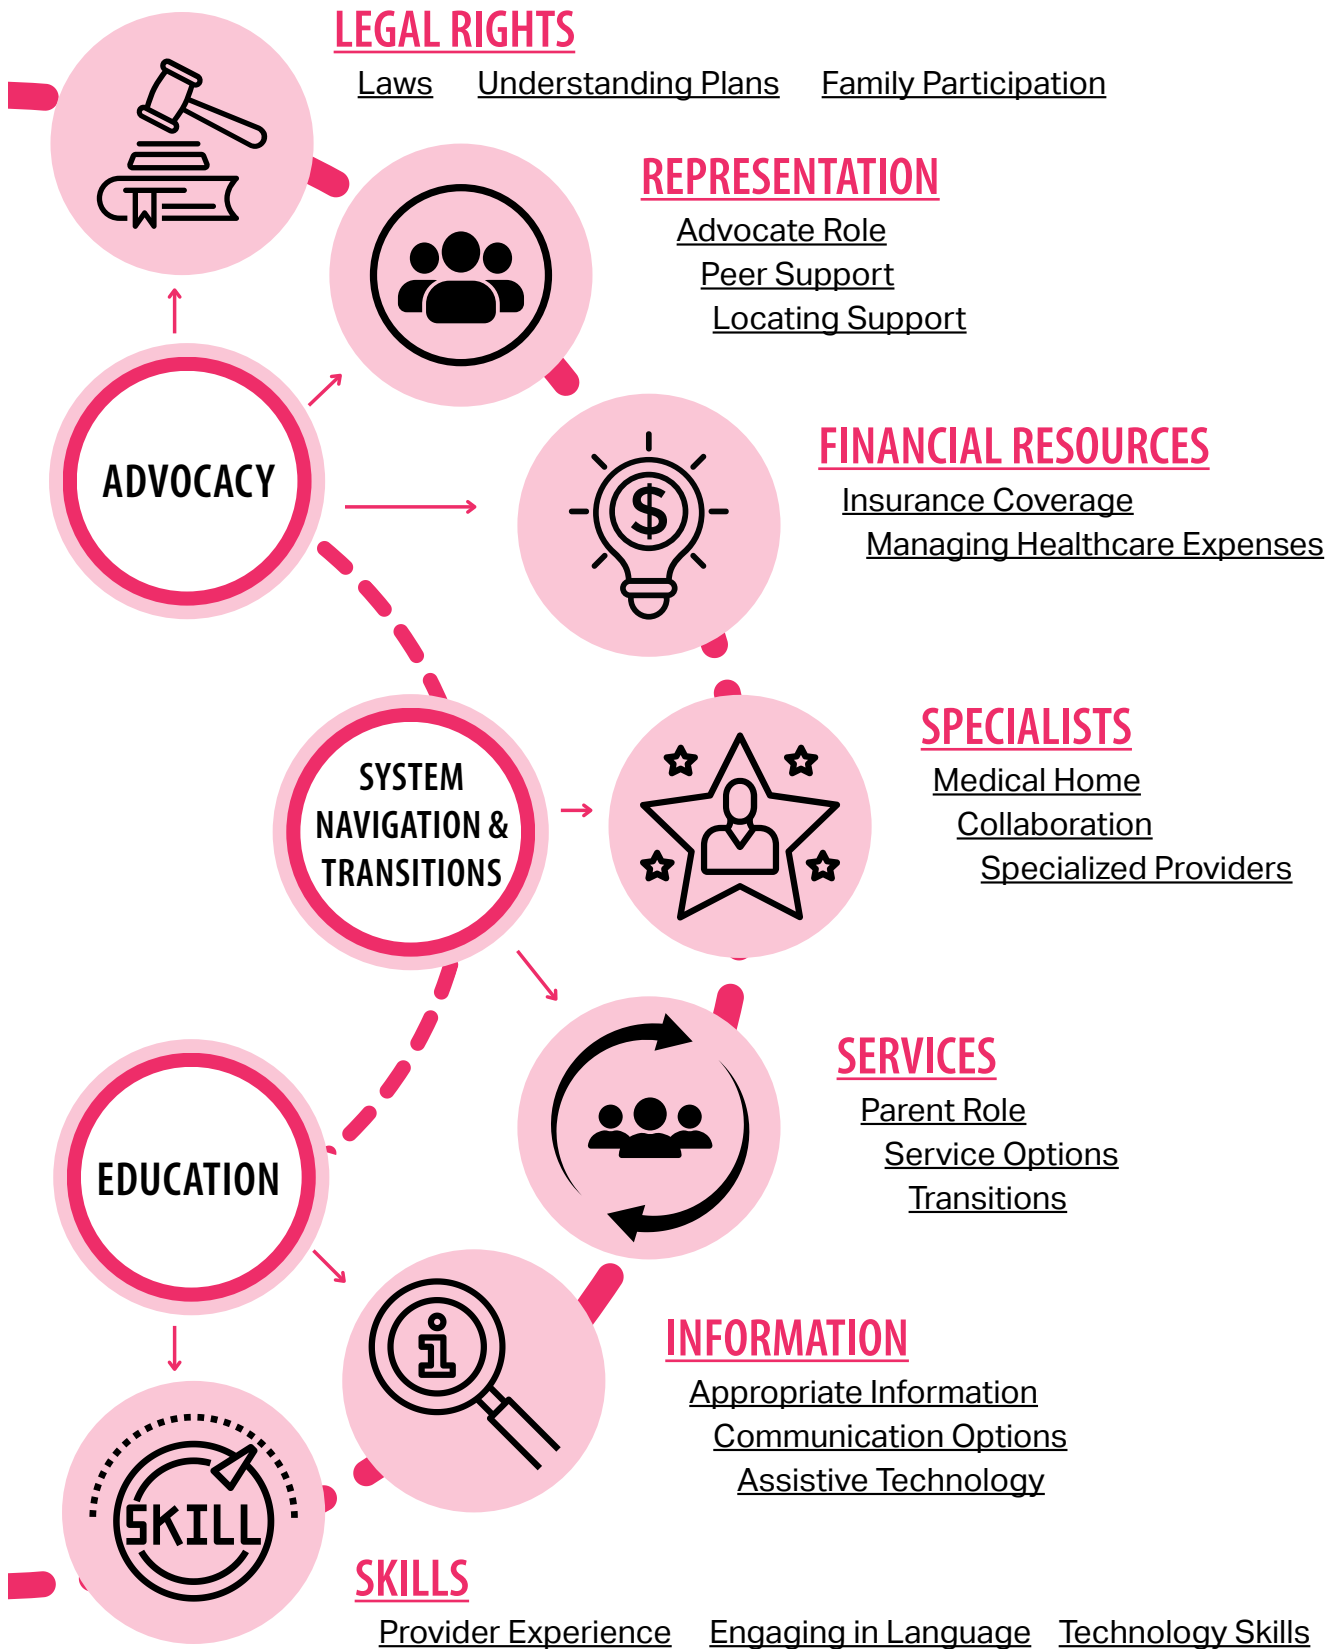 LEGAL RIGHTS
Laws Understanding Plans Family Participation
REPRESENTATION
Advocate Role
Peer Support
Locating Support
ADVOCACY
FINANCIAL RESOURCES
$
Insurance Coverage
Managing Healthcare Expenses
SPECIALISTS
SYSTEM
NAVIGATION &
TRANSITIONS
Medical Home
Collaboration
Specialized Providers
SERVICES
Parent Role
Service Options
Transitions
EDUCATION
INFORMATION
i
Appropriate Information
Communication Options
Assistive Technology
SKILL
SKILLS
Provider Experience Engaging in Language Technology Skills